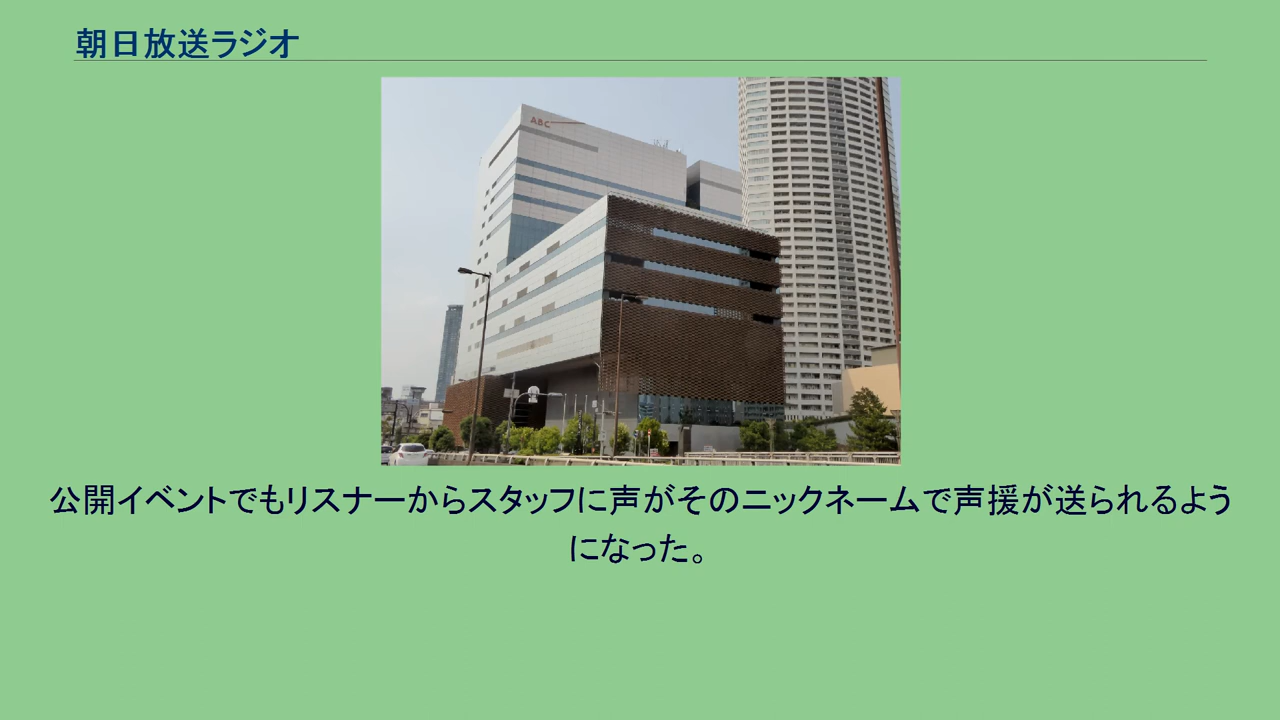 朝日放送ラジオ
ABC
公開イベントでもリスナーからスタッフに声がそのニックネームで声援が送られるよう
になった。